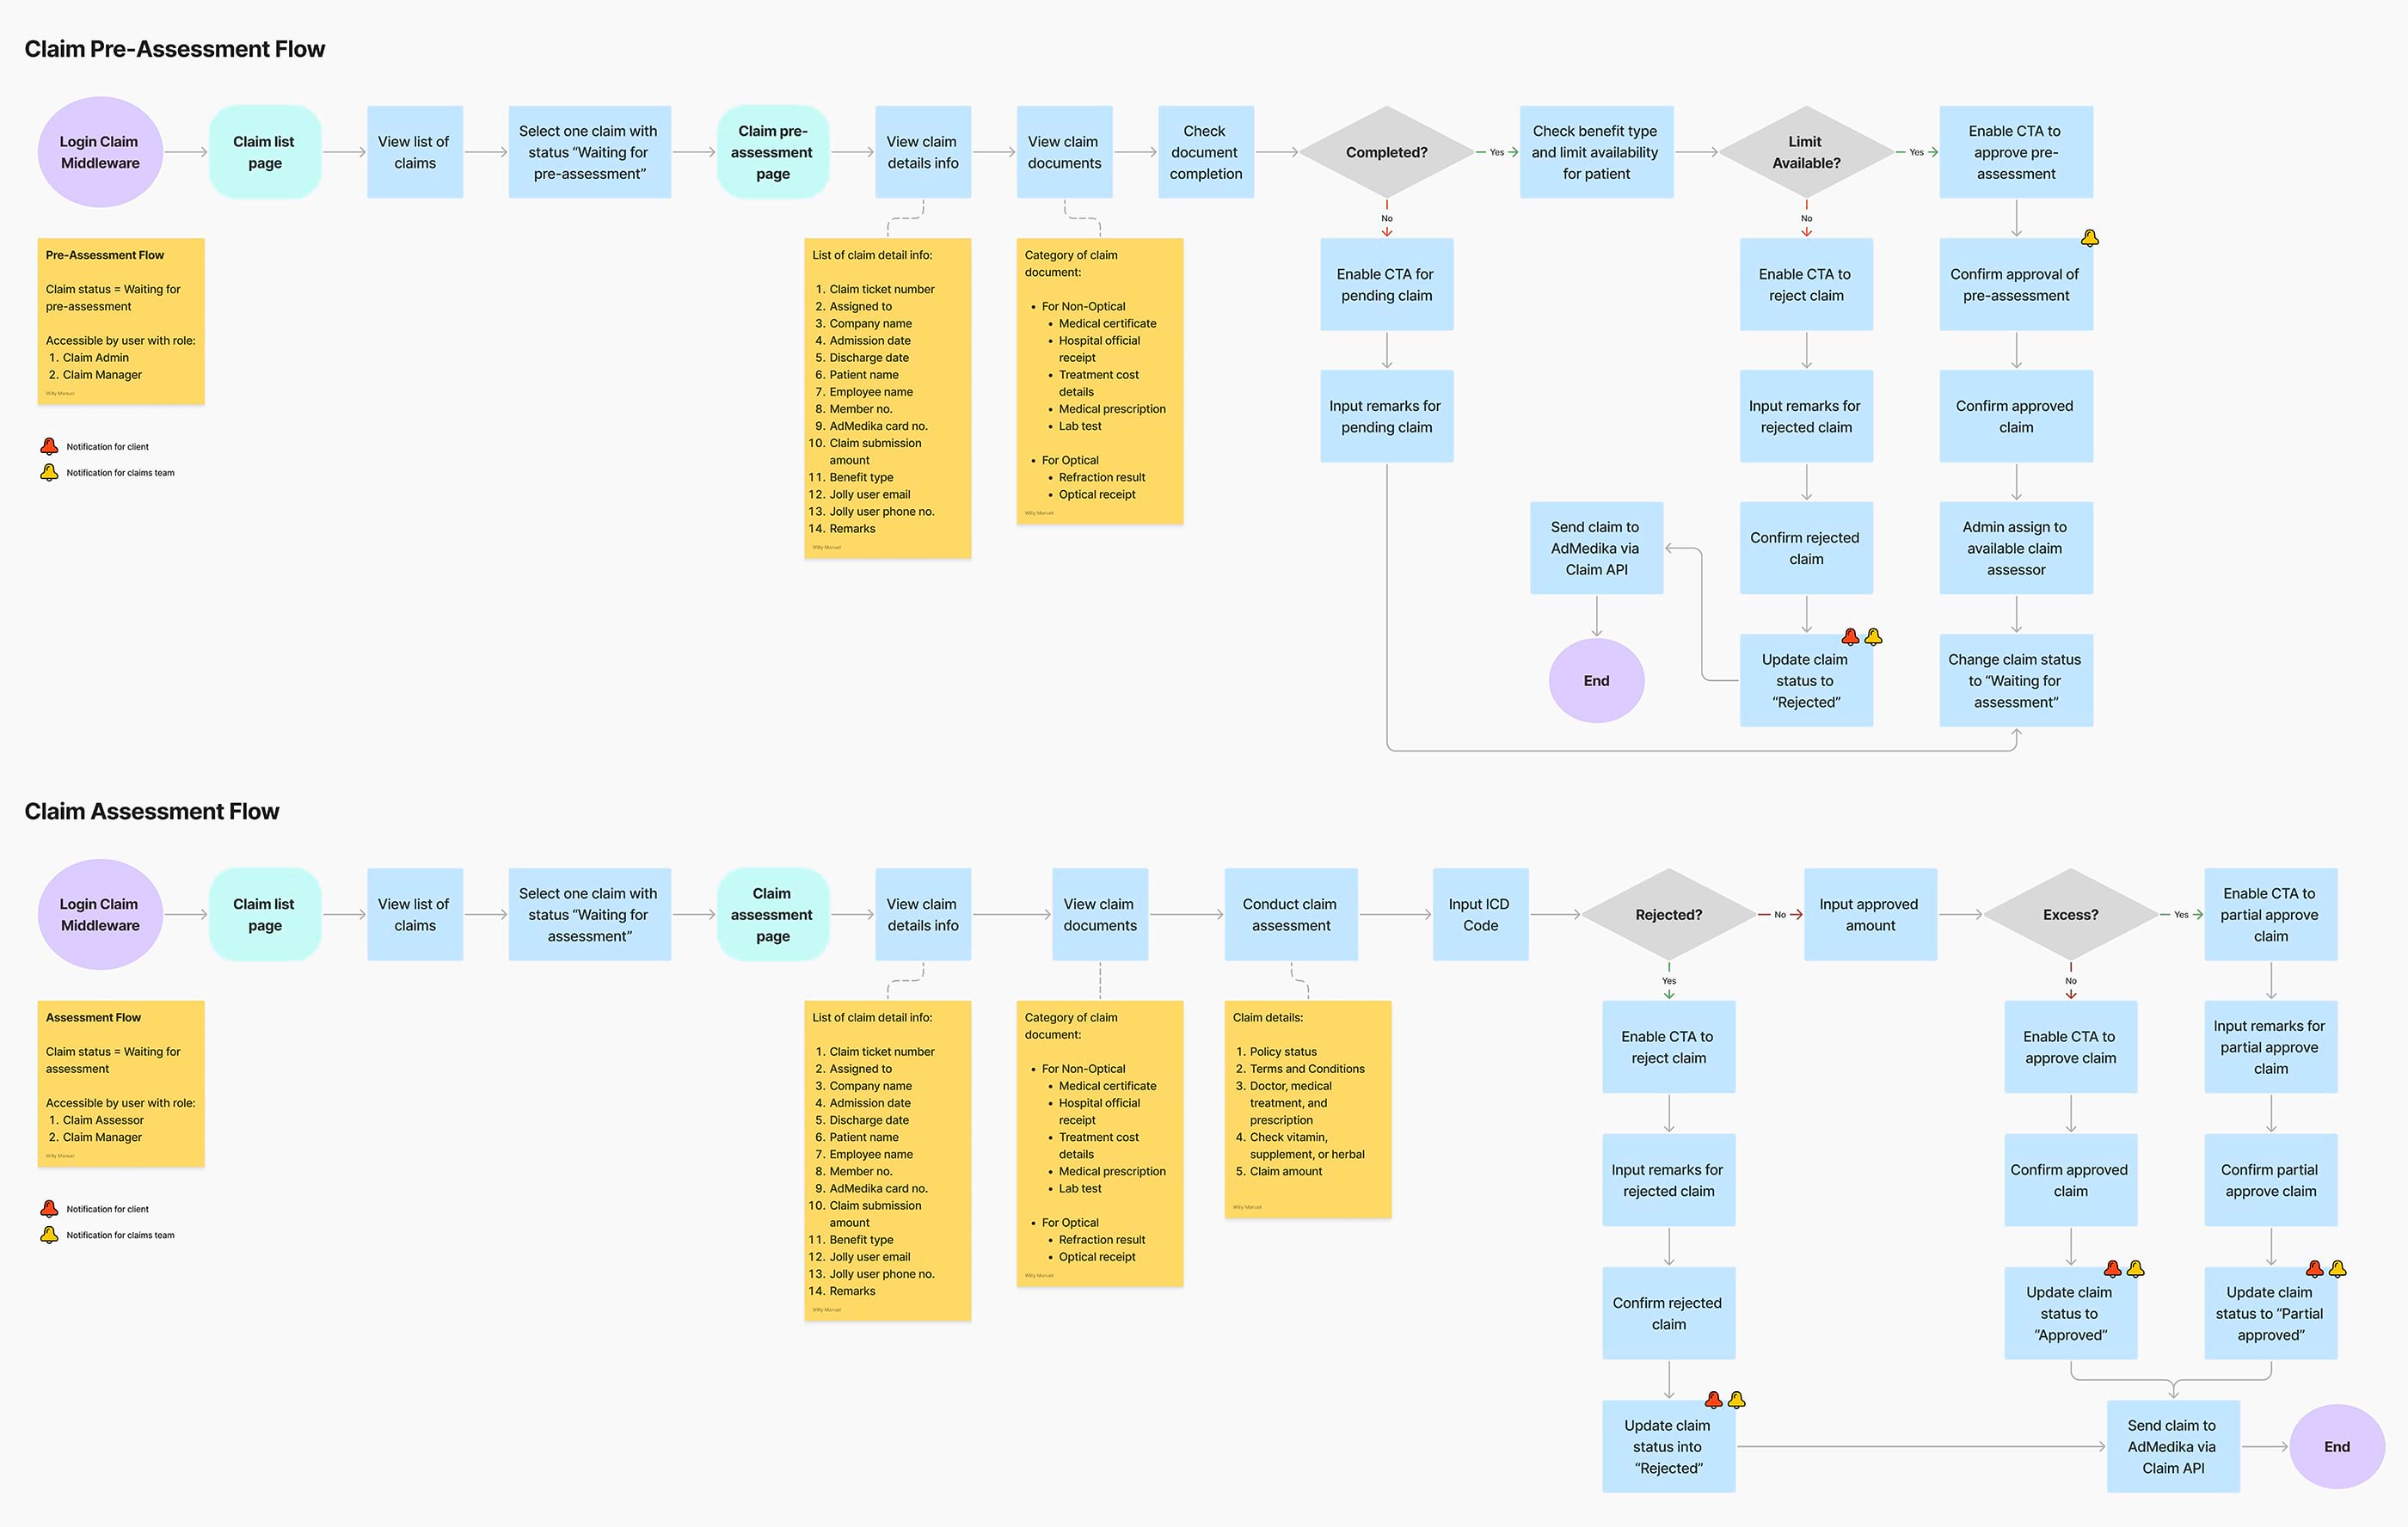 Claim Pre-Assessment Flow
Login Claim
Middleware
Claim list
page
View list of
claims
Select one claim with
status “Waiting for
pre-assessment”
Claim pre-
assessment
page
View claim
details info
View claim
documents
Check
document
completion
Completed?
Yes
No
Check benefit type
and limit availability
for patient
Limit
Available?
Yes
No
Enable CTA to
approve pre-
assessment
Pre-Assessment Flow
Claim status = Waiting for
pre-assessment
Accessible by user with role:
1. Claim Admin
2. Claim Manager
Willy Manuel
Notification for client
Notification for claims team
List of claim detail info:
1. Claim ticket number
2. Assigned to
3. Company name
4. Admission date
5. Discharge date
6. Patient name
7. Employee name
8. Member no.
9. AdMedika card no.
10. Claim submission
amount
11. Benefit type
12. Jolly user email
13. Jolly user phone no.
14. Remarks
Willy Manuel
Category of claim
document:
• For Non-Optical
• Medical certificate
• Hospital official
receipt
• Treatment cost
details
• Medical prescription
• Lab test
• For Optical
• Refraction result
• Optical receipt
Willy Manuel
Enable CTA for
pending claim
Input remarks for
pending claim
Enable CTA to
reject claim
Input remarks for
rejected claim
Confirm rejected
claim
Update claim
status to
“Rejected”
Send claim to
AdMedika via
Claim API
End
Confirm approval of
pre-assessment
Confirm approved
claim
Admin assign to
available claim
assessor
Change claim status
to “Waiting for
assessment”
Claim Assessment Flow
Login Claim
Middleware
Claim list
page
View list of
claims
Select one claim with
status “Waiting for
assessment”
Claim
assessment
page
View claim
details info
View claim
documents
Conduct claim
assessment
Input ICD
Code
Rejected?
No
Yes
Input approved
amount
Excess?
Yes
No
Enable CTA to
partial approve
claim
Assessment Flow
Claim status = Waiting for
assessment
Accessible by user with role:
1. Claim Assessor
2. Claim Manager
Willy Manuel
Notification for client
Notification for claims team
List of claim detail info:
1. Claim ticket number
2. Assigned to
3. Company name
4. Admission date
5. Discharge date
6. Patient name
7. Employee name
8. Member no.
9. AdMedika card no.
10. Claim submission
amount
11. Benefit type
12. Jolly user email
13. Jolly user phone no.
14. Remarks
Willy Manuel
Category of claim
document:
• For Non-Optical
• Medical certificate
• Hospital official
receipt
• Treatment cost
details
• Medical prescription
• Lab test
• For Optical
• Refraction result
• Optical receipt
Willy Manuel
Claim details:
1. Policy status
2. Terms and Conditions
3. Doctor, medical
treatment, and
prescription
4. Check vitamin,
supplement, or herbal
5. Claim amount
Willy Manuel
Enable CTA to
reject claim
Input remarks for
rejected claim
Confirm rejected
claim
Update claim
status into
“Rejected”
Enable CTA to
approve claim
Confirm approved
claim
Update claim
status to
“Approved”
Input remarks for
partial approve
claim
Confirm partial
approve claim
Update claim
status to “Partial
approved”
Send claim to
AdMedika via
Claim API
End